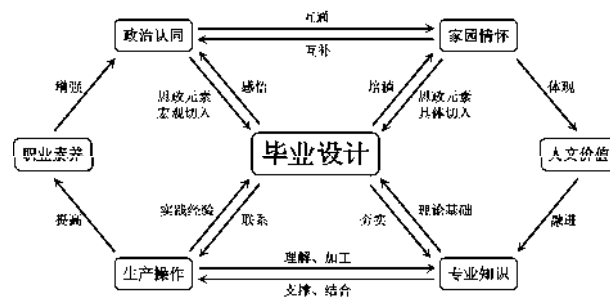 互通
政治认同
家园情怀
互补
增强
感悟
培植
体现
思政元素
宏观切入
思政元素
具体切入
职业素养
毕业设计
人文价值
提高
实践经验
联系
夯实
理论基础
融进
生产操作
理解、加工
专业知识
支撑、结合